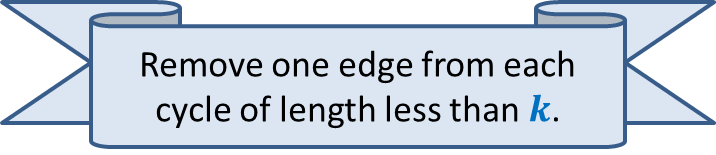 Remove one edge from each
cycle of length less than k.